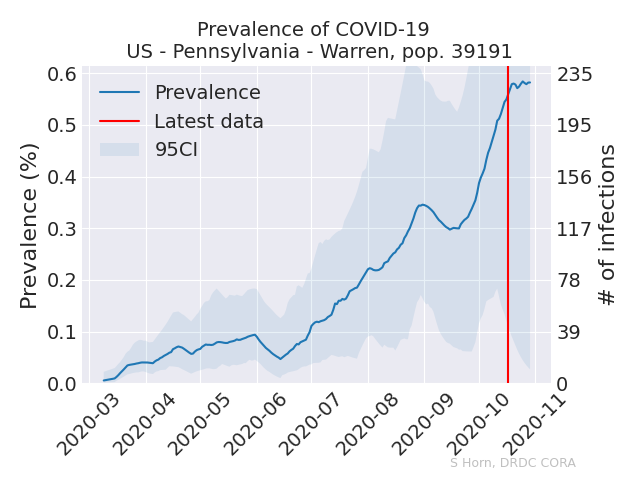 Prevalence of COVID-19
US - Pennsylvania - Warren, pop. 39191
Prevalence
Latest data
95CI
Prevalence (%)
0.6
0.5
0.4
0.3
0.2
0.1
0.0
235
195
156
117
78
39
0
# of infections
2020-03
2020-04
2020-05
2020-06
2020-07
2020-08
2020-09
2020-10
2020-11
S Horn, DRDC CORA